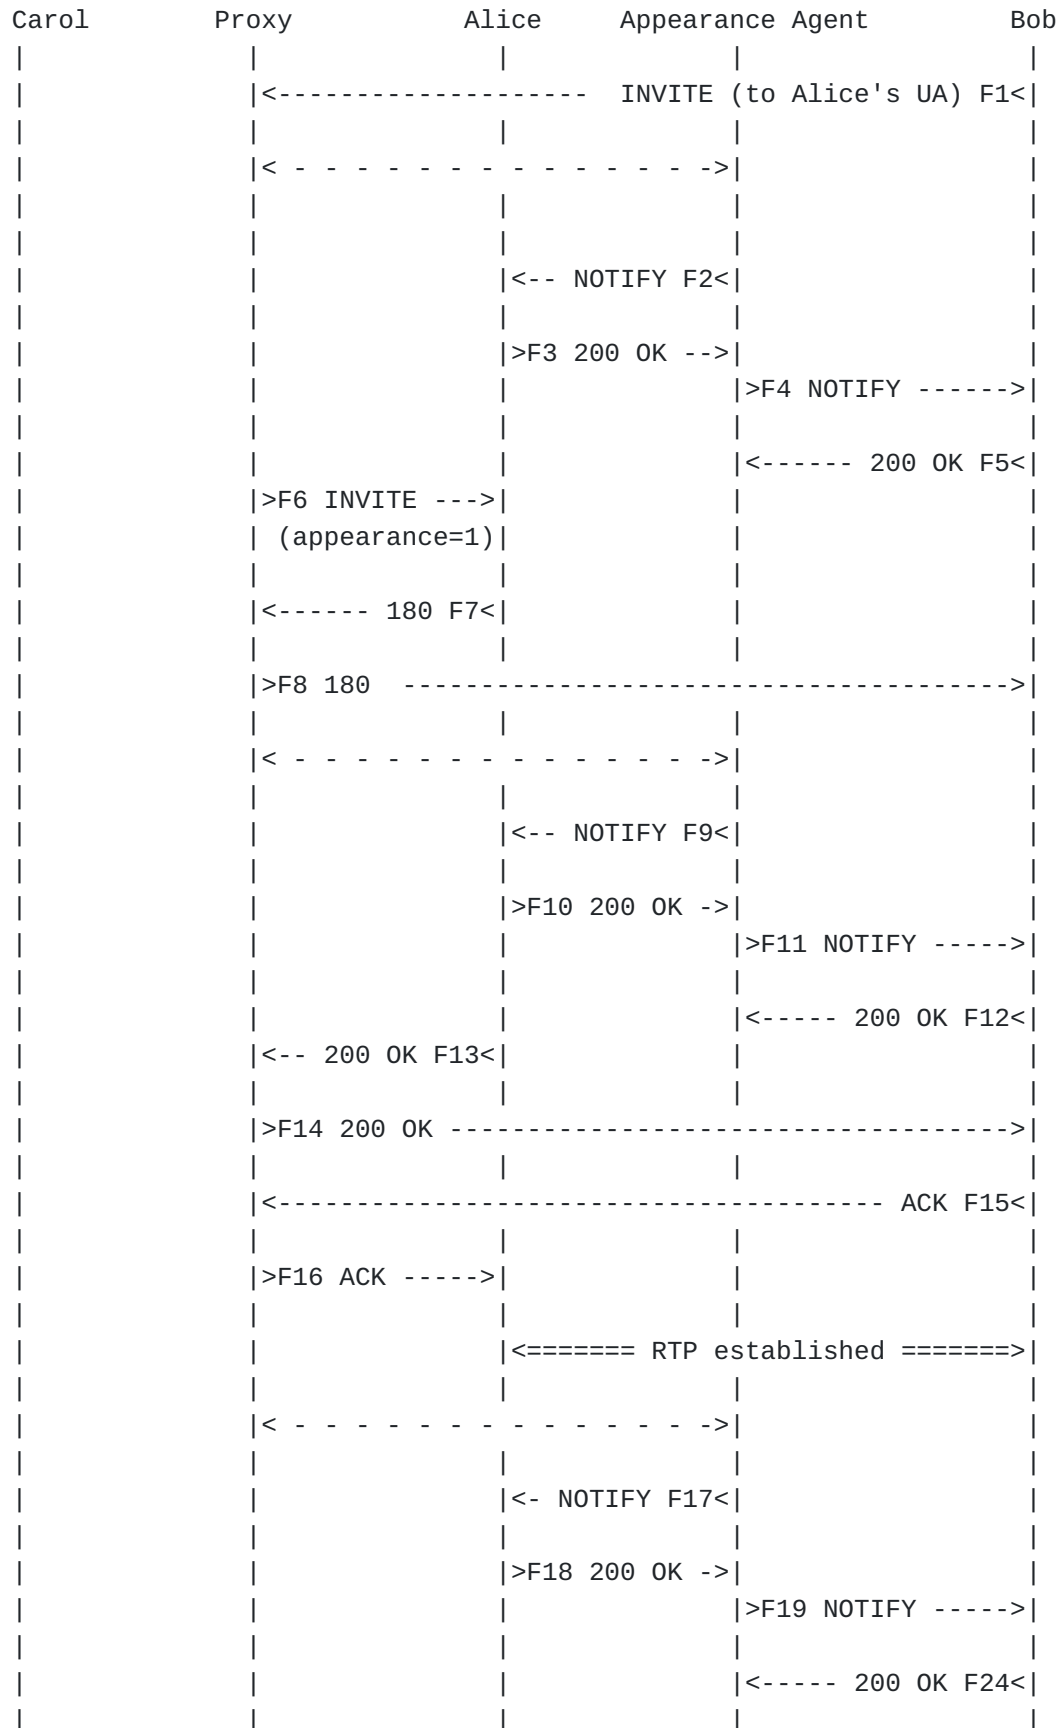 Carol        Proxy           Alice     Appearance Agent         Bob
|               |               |              |                  |
|               |<--------------------  INVITE (to Alice's UA) F1<|
|               |               |              |                  |
|               |< - - - - - - - - - - - - - ->|                  |
|               |               |              |                  |
|               |               |              |                  |
|               |               |<-- NOTIFY F2<|                  |
|               |               |              |                  |
|               |               |>F3 200 OK -->|                  |
|               |               |              |>F4 NOTIFY ------>|
|               |               |              |                  |
|               |               |              |<------ 200 OK F5<|
|               |>F6 INVITE --->|              |                  |
|               | (appearance=1)|              |                  |
|               |               |              |                  |
|               |<------ 180 F7<|              |                  |
|               |               |              |                  |
|               |>F8 180  --------------------------------------->|
|               |               |              |                  |
|               |< - - - - - - - - - - - - - ->|                  |
|               |               |              |                  |
|               |               |<-- NOTIFY F9<|                  |
|               |               |              |                  |
|               |               |>F10 200 OK ->|                  |
|               |               |              |>F11 NOTIFY ----->|
|               |               |              |                  |
|               |               |              |<----- 200 OK F12<|
|               |<-- 200 OK F13<|              |                  |
|               |               |              |                  |
|               |>F14 200 OK ------------------------------------>|
|               |               |              |                  |
|               |<--------------------------------------- ACK F15<|
|               |               |              |                  |
|               |>F16 ACK ----->|              |                  |
|               |               |              |                  |
|               |               |<======= RTP established =======>|
|               |               |              |                  |
|               |< - - - - - - - - - - - - - ->|                  |
|               |               |              |                  |
|               |               |<- NOTIFY F17<|                  |
|               |               |              |                  |
|               |               |>F18 200 OK ->|                  |
|               |               |              |>F19 NOTIFY ----->|
|               |               |              |                  |
|               |               |              |<----- 200 OK F24<|
|               |               |              |                  |